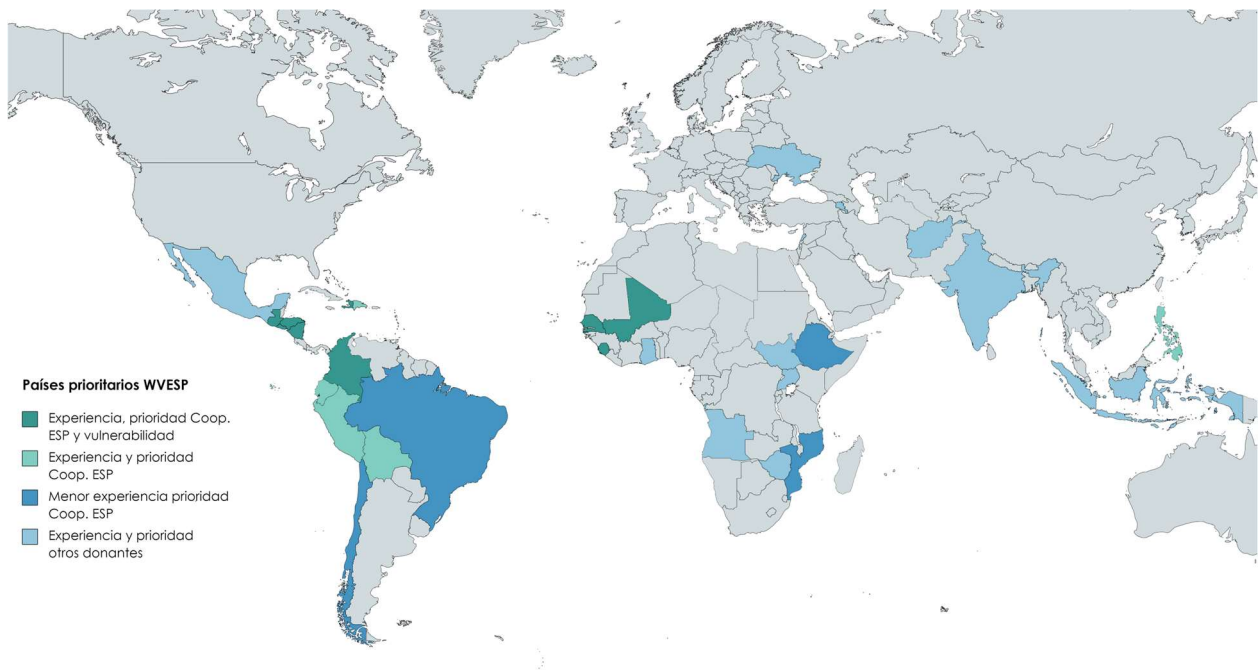 Países prioritarios WVESP
Experiencia, prioridad Coop.
ESP y vulnerabilidad
Experiencia y prioridad
Coop. ESP
Menor experiencia prioridad
Coop. ESP
Experiencia y prioridad
otros donantes